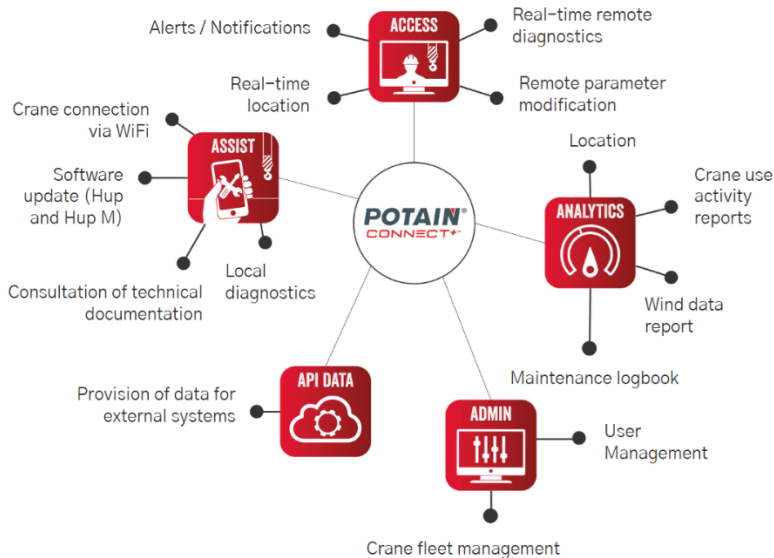 ACCESS
Alerts / Notifications
Real-time remote
diagnostics
Real-time
location
Remote parameter
modification
Crane connection
via WiFi
ASSIST
Software
update (Hup
and Hup M)
Consultation of technical
documentation
Local
diagnostics
POTAIN®
CONNECT+™
Location
ANALYTICS
Crane use
activity
reports
Wind data
report
Maintenance logbook
API DATA
Provision of data for
external systems
ADMIN
User
Management
Crane fleet management